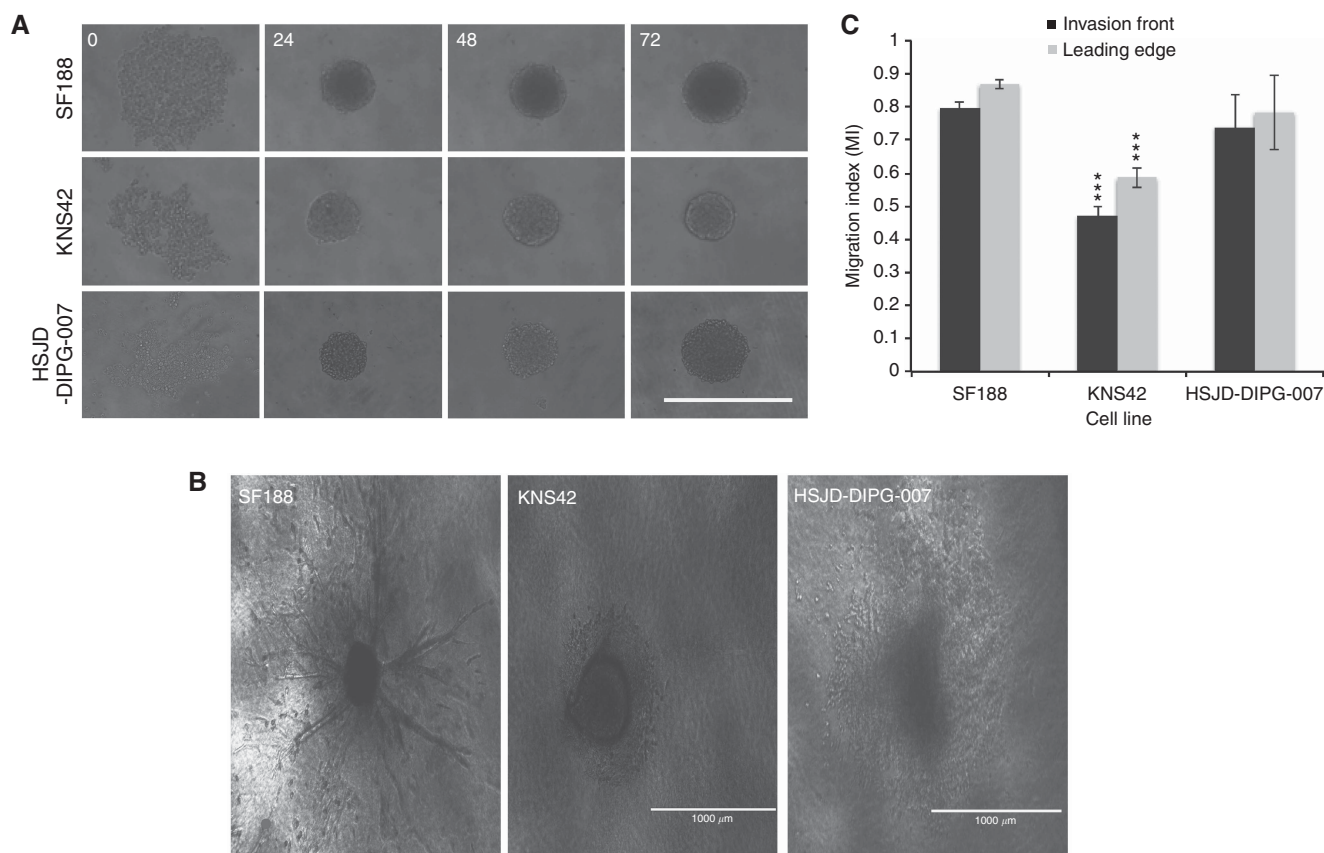 A
0
24
48
72
SF188
KNS42
HSJD
-DIPG-007
C
Invasion front
Leading edge
Migration index (MI)
1
0.9
0.8
0.7
0.6
0.5
0.4
0.3
0.2
0.1
0
***
***
SF188
KNS42
HSJD-DIPG-007
Cell line
B
SF188
KNS42
HSJD-DIPG-007
1000 μm
1000 μm